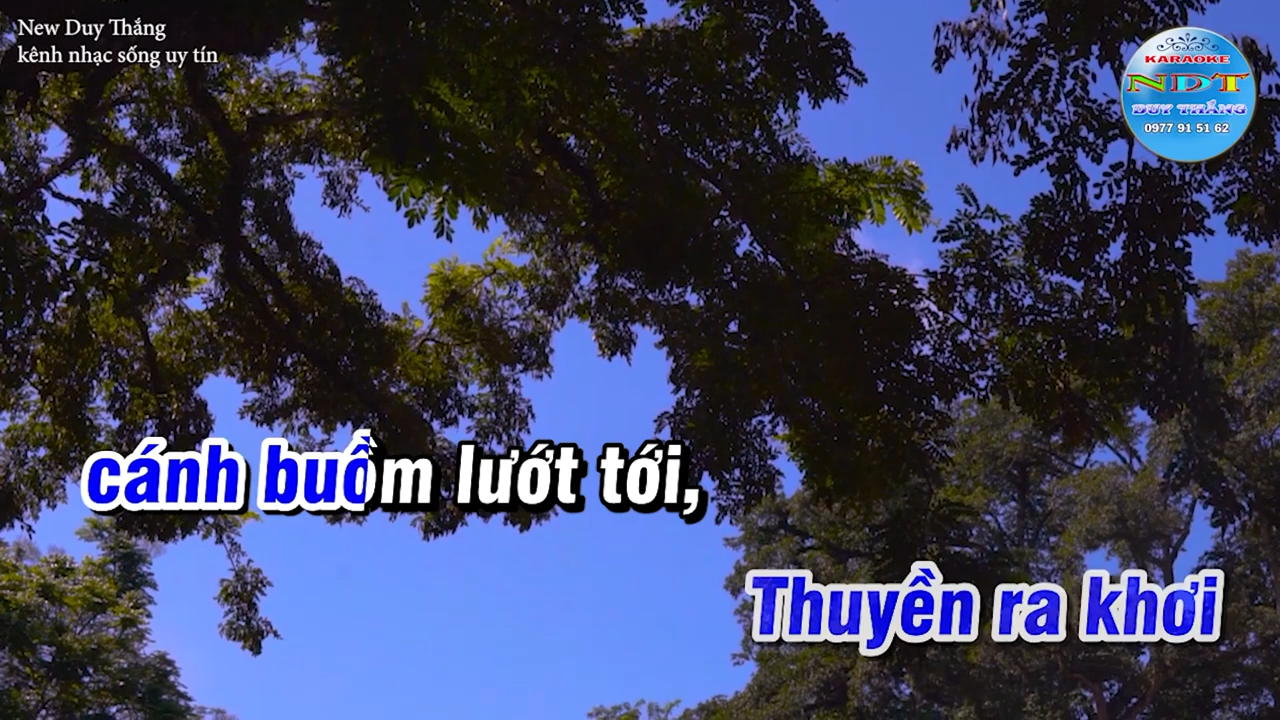 New Duy Thắng
kênh nhạc sống uy tín
KARAOKE
NDT
DUY THẮNG
0977 91 51 62
cánh buồm lướt tới,
Thuyền ra khơi